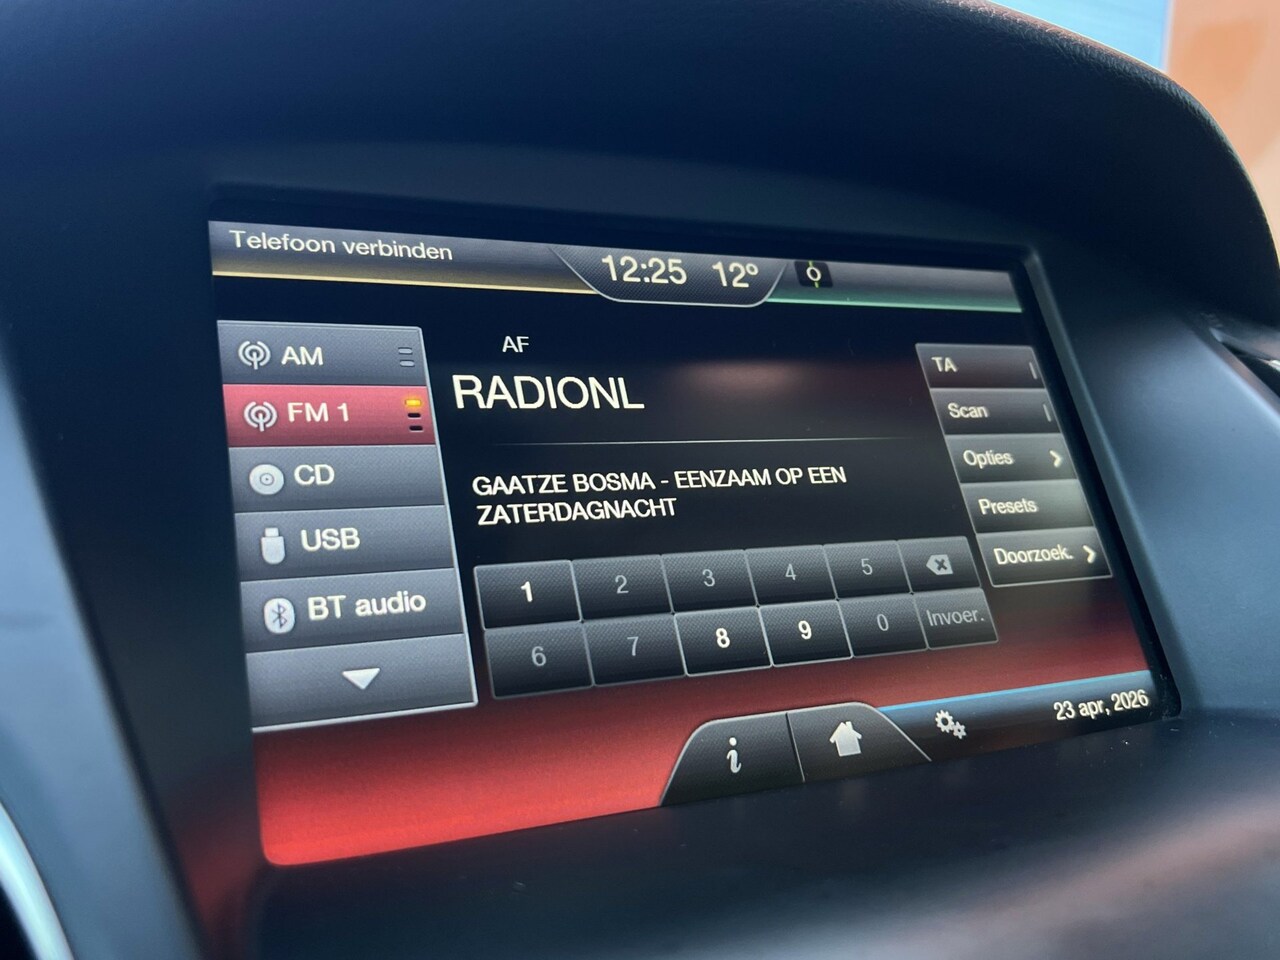 Telefoon verbinden
12:25 12°
AM
FM 1
CD
USB
BT audio
AF
RADIONL
GAATZE BOSMA - EENZAAM OP EEN
ZATERDAGNACHT
1 2 3 4 5
6 7 8 9 0 Invoer.
TA
Scan
Opties
Presets
Doorzoek.
i
23 apr, 2026